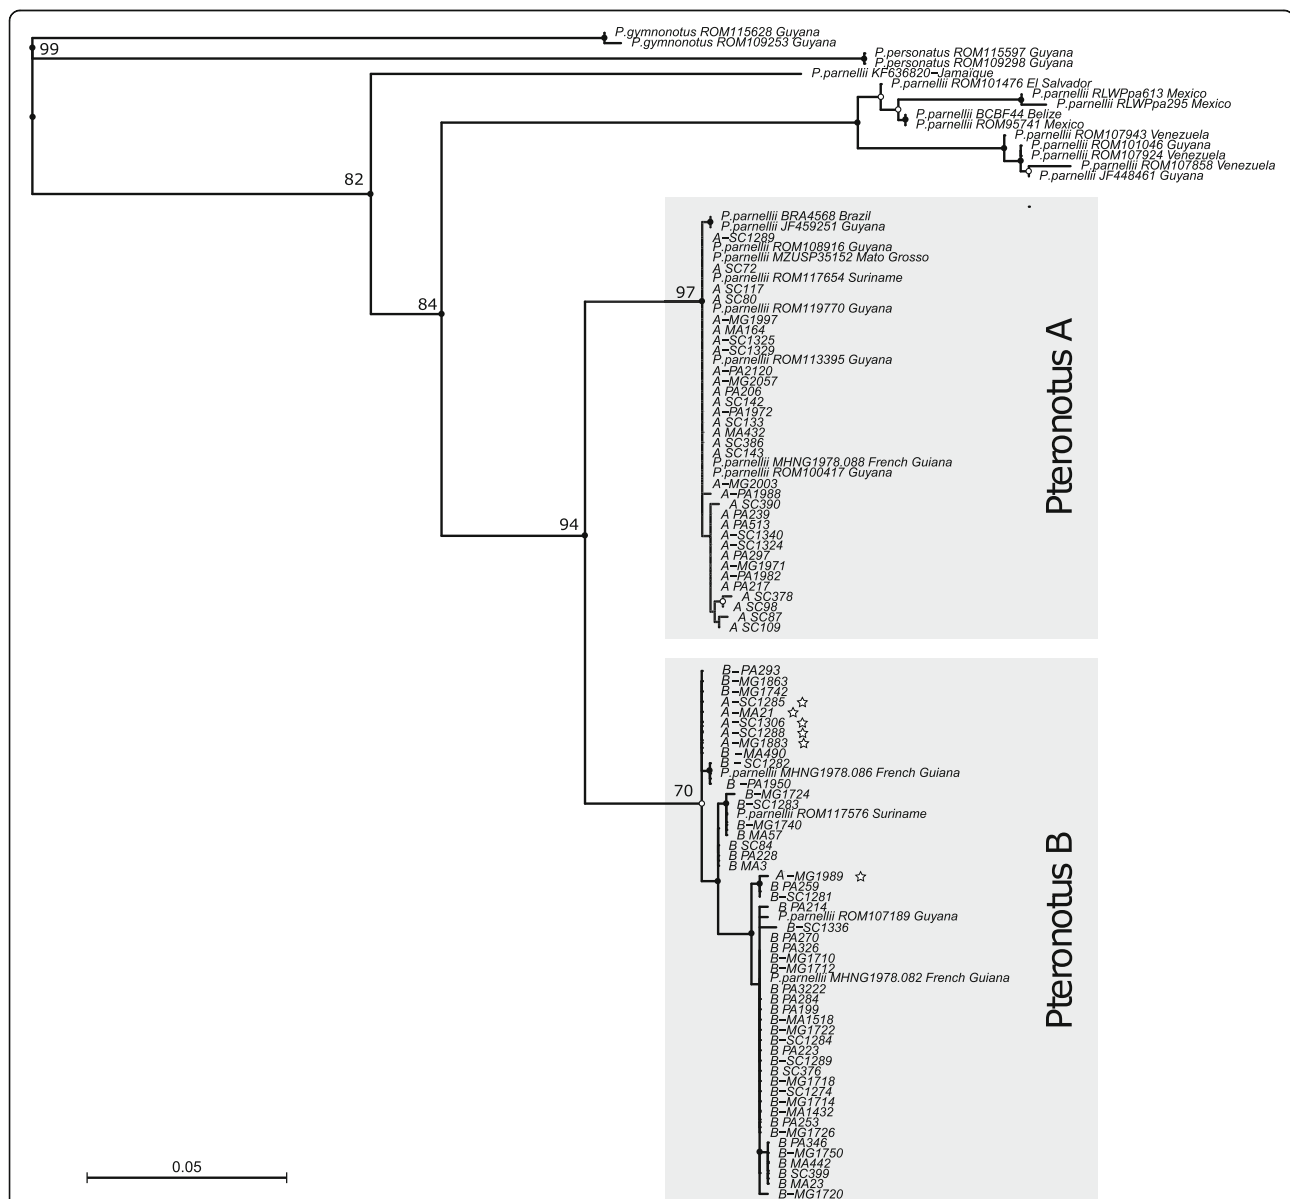 P.gymnonotus ROM115628 Guyana
P.gymnonotus ROM109253 Guyana
99
P.personatus ROM115597 Guyana
P.personatus ROM109298 Guyana
P.parnellii KF636820–Jamaïque
P.parnellii ROM101476 El Salvador
P.parnellii RLWPpa613 Mexico
P.parnellii RLWPpa295 Mexico
P.parnellii BCBF44 Belize
P.parnellii ROM95741 Mexico
P.parnellii ROM107943 Venezuela
P.parnellii ROM101046 Guyana
P.parnellii ROM107924 Venezuela
P.parnellii ROM107858 Venezuela
P.parnellii JF448461 Guyana
82
84
94
97
P.parnellii BRA4568 Brazil
P.parnellii JF459251 Guyana
A–SC1289
P.parnellii ROM108916 Guyana
P.parnellii MZUSP35152 Mato Grosso
A SC72
P.parnellii ROM117654 Suriname
A SC117
A SC80
P.parnellii ROM119770 Guyana
A–MG1997
A MA164
A–SC1325
A–SC1329
P.parnellii ROM113395 Guyana
A–PA2120
A–MG2057
A PA206
A SC142
A–PA1972
A SC133
A MA432
A SC386
A SC143
P.parnellii MHNG1978.088 French Guiana
P.parnellii ROM100417 Guyana
A–MG2003
A–PA1988
A SC390
A PA239
A PA513
A–SC1340
A–SC1324
A PA297
A–MG1971
A–PA1982
A PA217
A SC378
A SC98
A SC87
A SC109
Pteronotus A
70
B–PA293
B–MG1863
B–MG1742
A–SC1285
A–MA21
A–SC1306
A–SC1288
A–MG1883
B –MA490
B – SC1282
P.parnellii MHNG1978.086 French Guiana
B –PA1950
B–MG1724
B–SC1283
P.parnellii ROM117576 Suriname
B–MG1740
B MA57
B SC84
B PA228
B MA3
A–MG1989
B PA259
B–SC1281
B PA214
P.parnellii ROM107189 Guyana
B–SC1336
B PA270
B PA326
B–MG1710
B–MG1712
P.parnellii MHNG1978.082 French Guiana
B PA3222
B PA284
B PA199
B–MA1518
B–MG1722
B–SC1284
B PA223
B–SC1289
B SC376
B–MG1718
B–SC1274
B–MG1714
B–MA1432
B PA253
B–MG1726
B PA346
B–MG1750
B MA442
B SC399
B MA23
B–MG1720
Pteronotus B
0.05